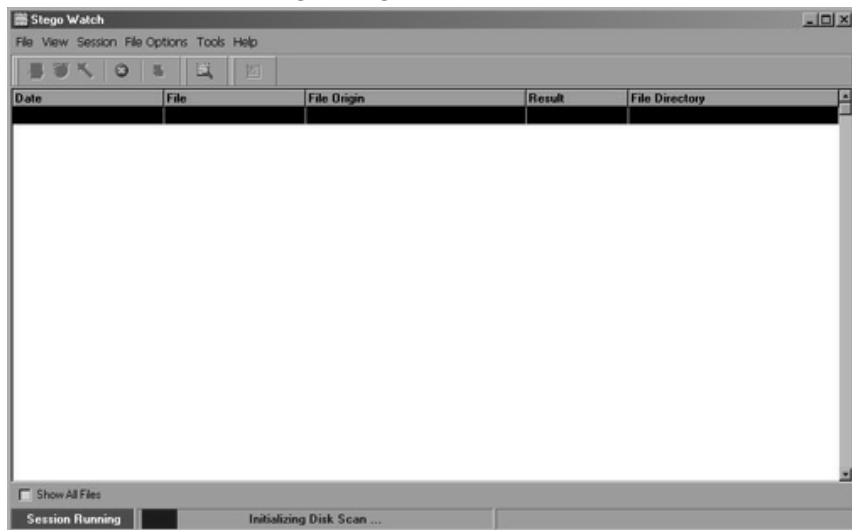 Stego Watch
File View Session File Options Tools Help
Date File File Origin Result File Directory
Show All Files
Session Running Initializing Disk Scan ...